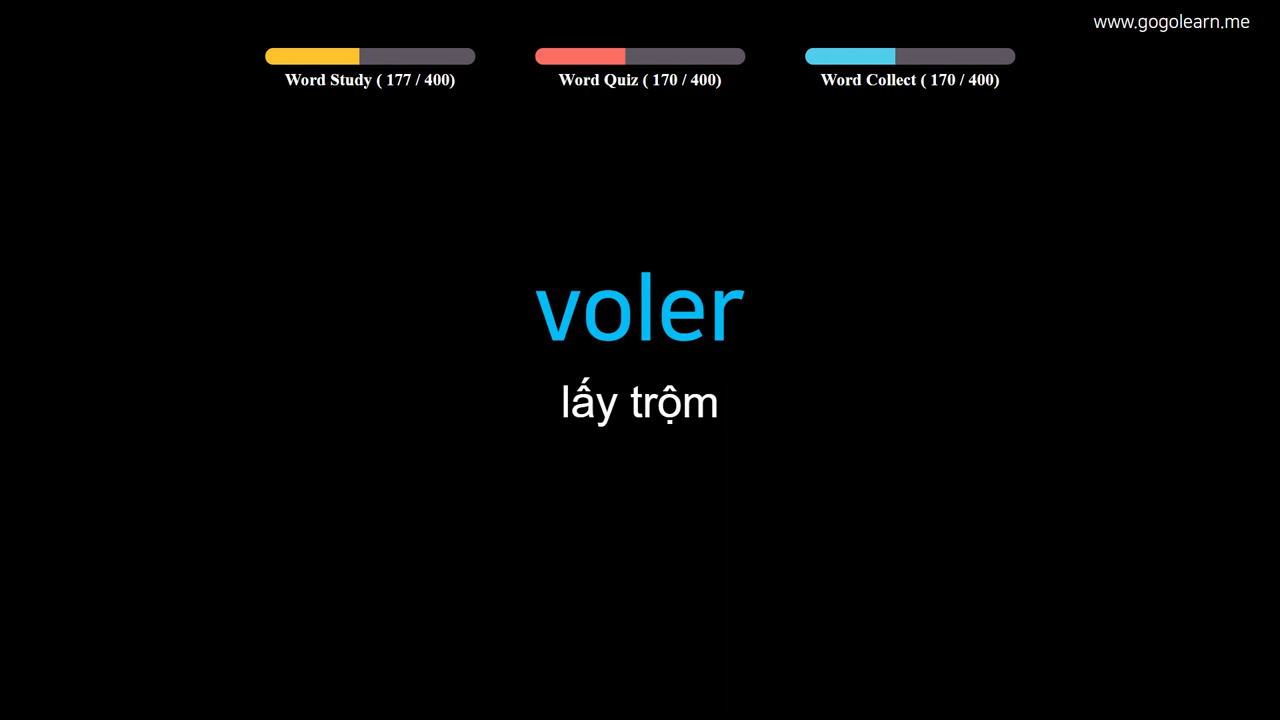 www.gogolearn.me
Word Study ( 177 / 400)
Word Quiz ( 170 / 400)
Word Collect ( 170 / 400)
voler
lấy trộm